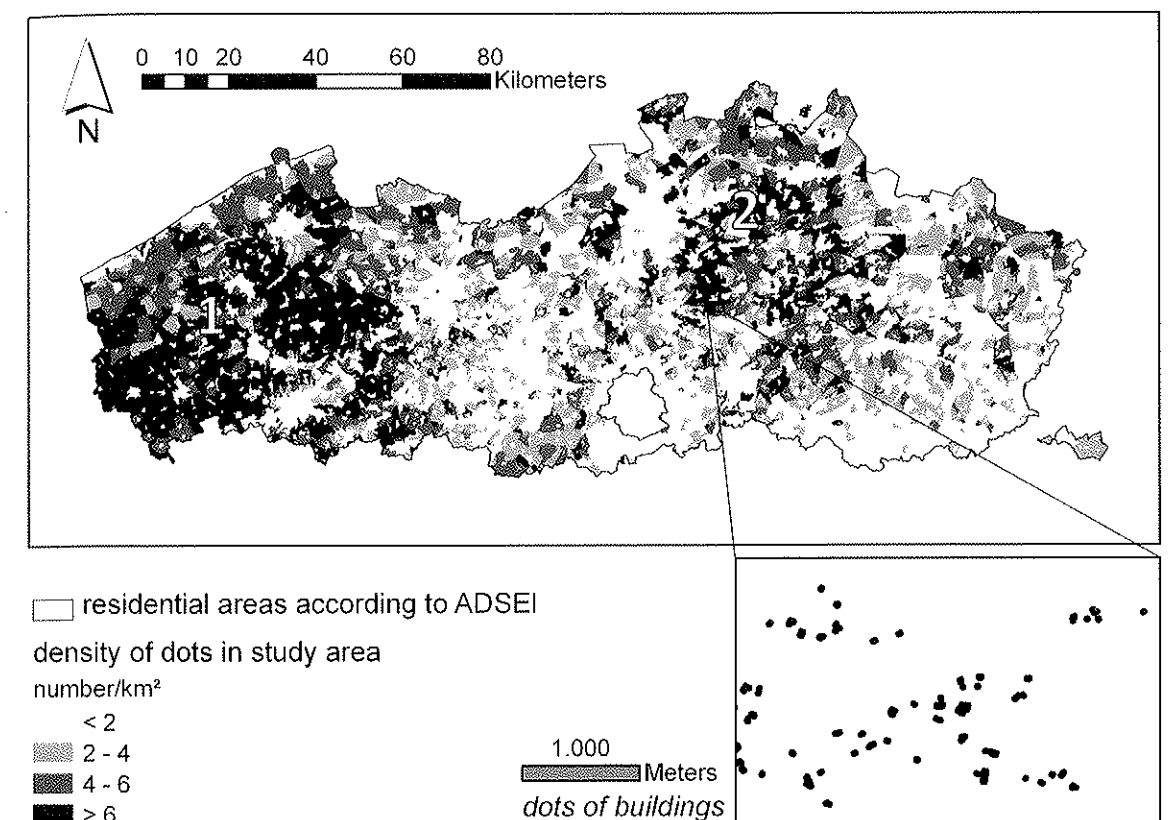 0 10 20 40 60 80
Kilometers
N
1
2
residential areas according to ADSEI
density of dots in study area
number/km²
< 2
2 - 4
4 - 6
> 6
1.000
Meters
dots of buildings